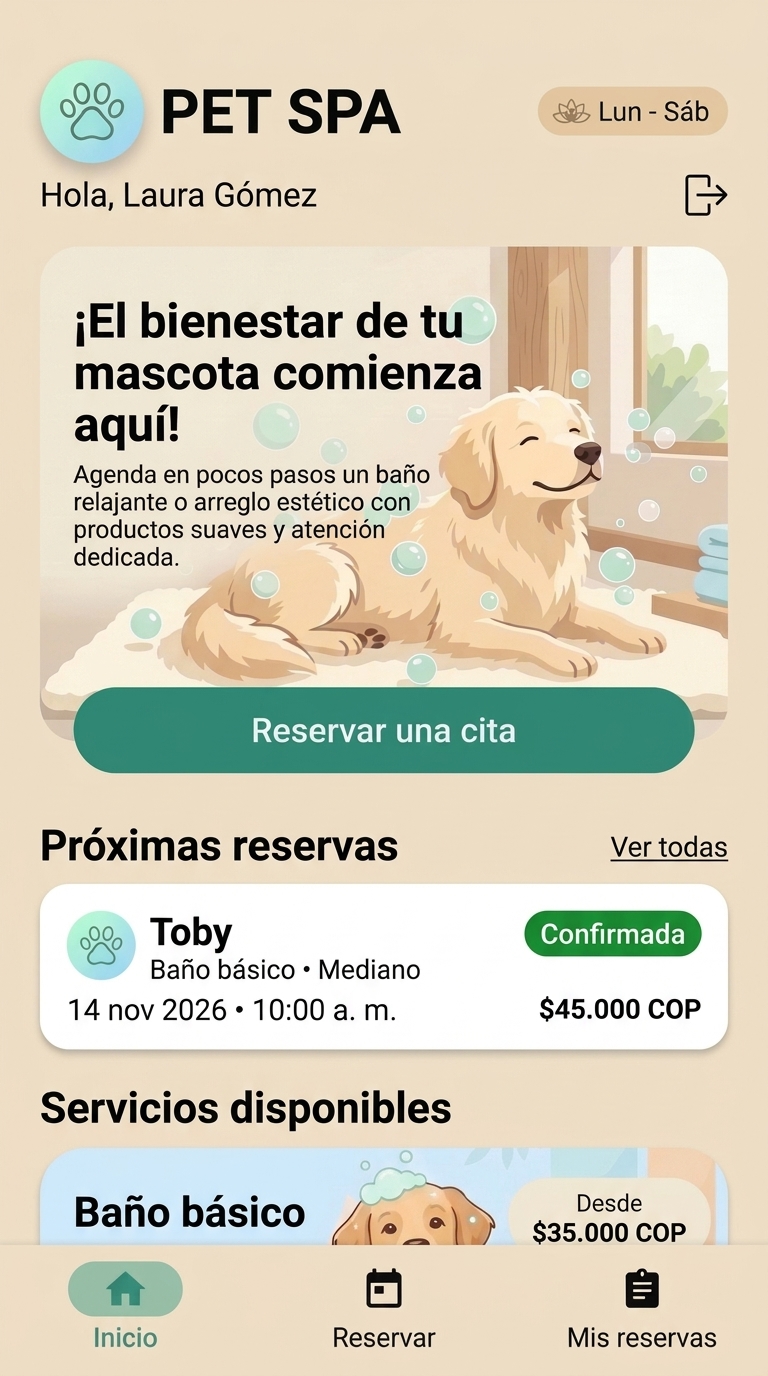 PET SPA
Lun - Sáb
Hola, Laura Gómez
¡El bienestar de tu
mascota comienza
aquí!
Agenda en pocos pasos un baño
relajante o arreglo estético con
productos suaves y atención
dedicada.
Reservar una cita
Próximas reservas
Ver todas
Toby
Confirmada
Baño básico • Mediano
14 nov 2026 • 10:00 a. m.
$45.000 COP
Servicios disponibles
Baño básico
Desde
$35.000 COP
Inicio
Reservar
Mis reservas